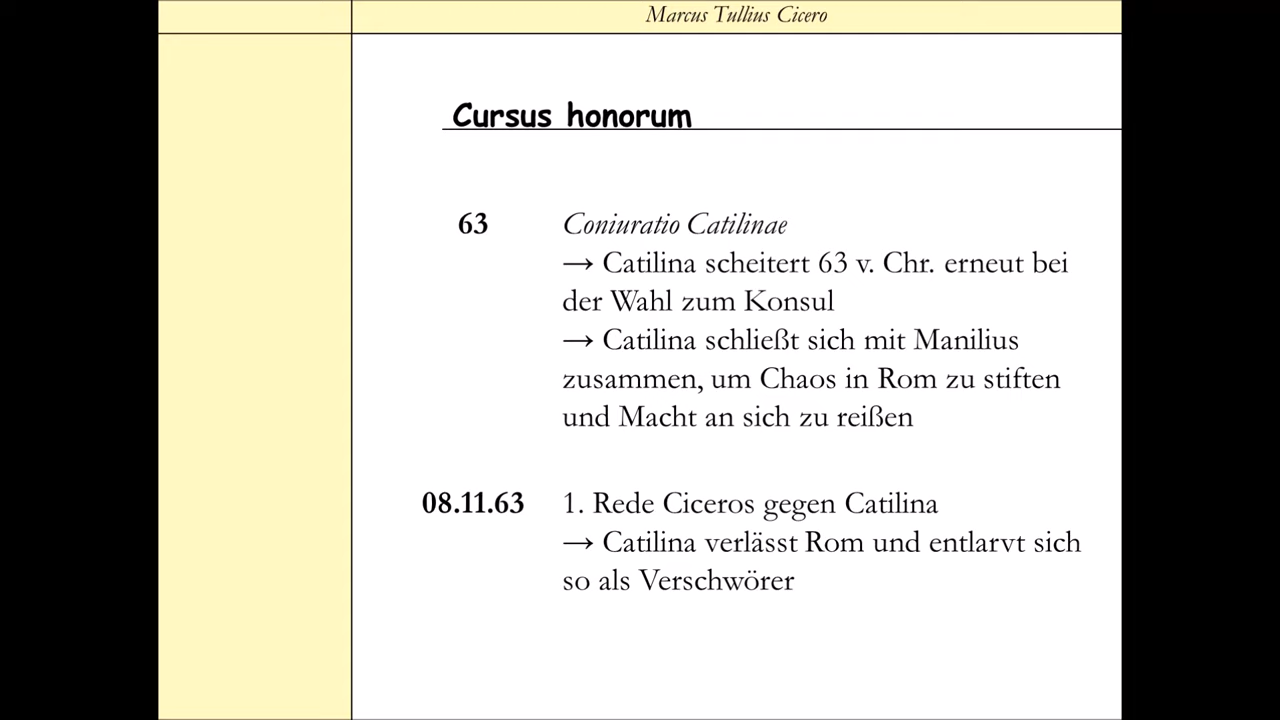 Marcus Tullius Cicero
Cursus honorum
63 Coniuratio Catilinae
→ Catilina scheitert 63 v. Chr. erneut bei
der Wahl zum Konsul
→ Catilina schließt sich mit Manilius
zusammen, um Chaos in Rom zu stiften
und Macht an sich zu reißen
08.11.63 1. Rede Ciceros gegen Catilina
→ Catilina verlässt Rom und entlarvt sich
so als Verschwörer